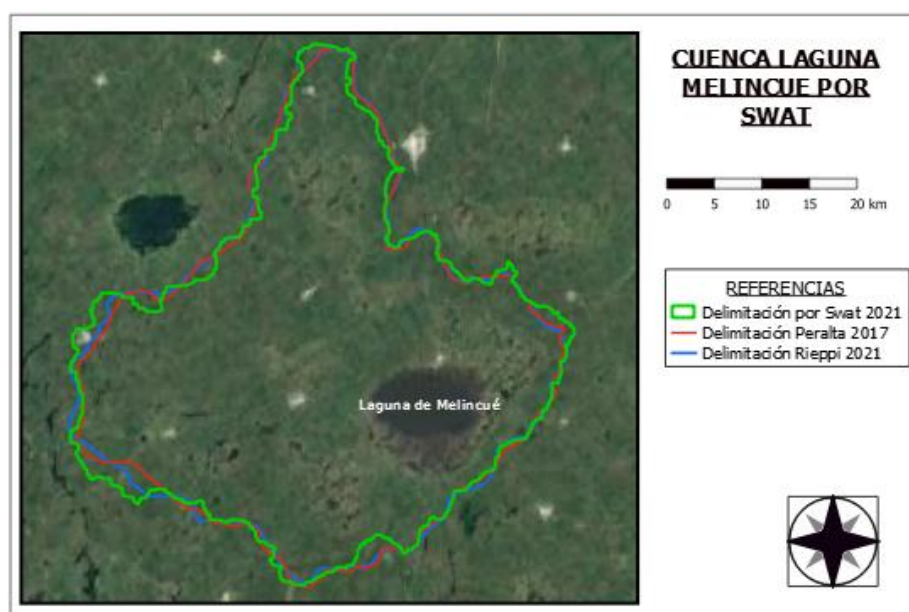 CUENCA LAGUNA
MELINCUE POR
SWAT
0 5 10 15 20 km
REFERENCIAS
Delimitación por Swat 2021
Delimitación Peralta 2017
Delimitación Rieppi 2021
Laguna de Melincué